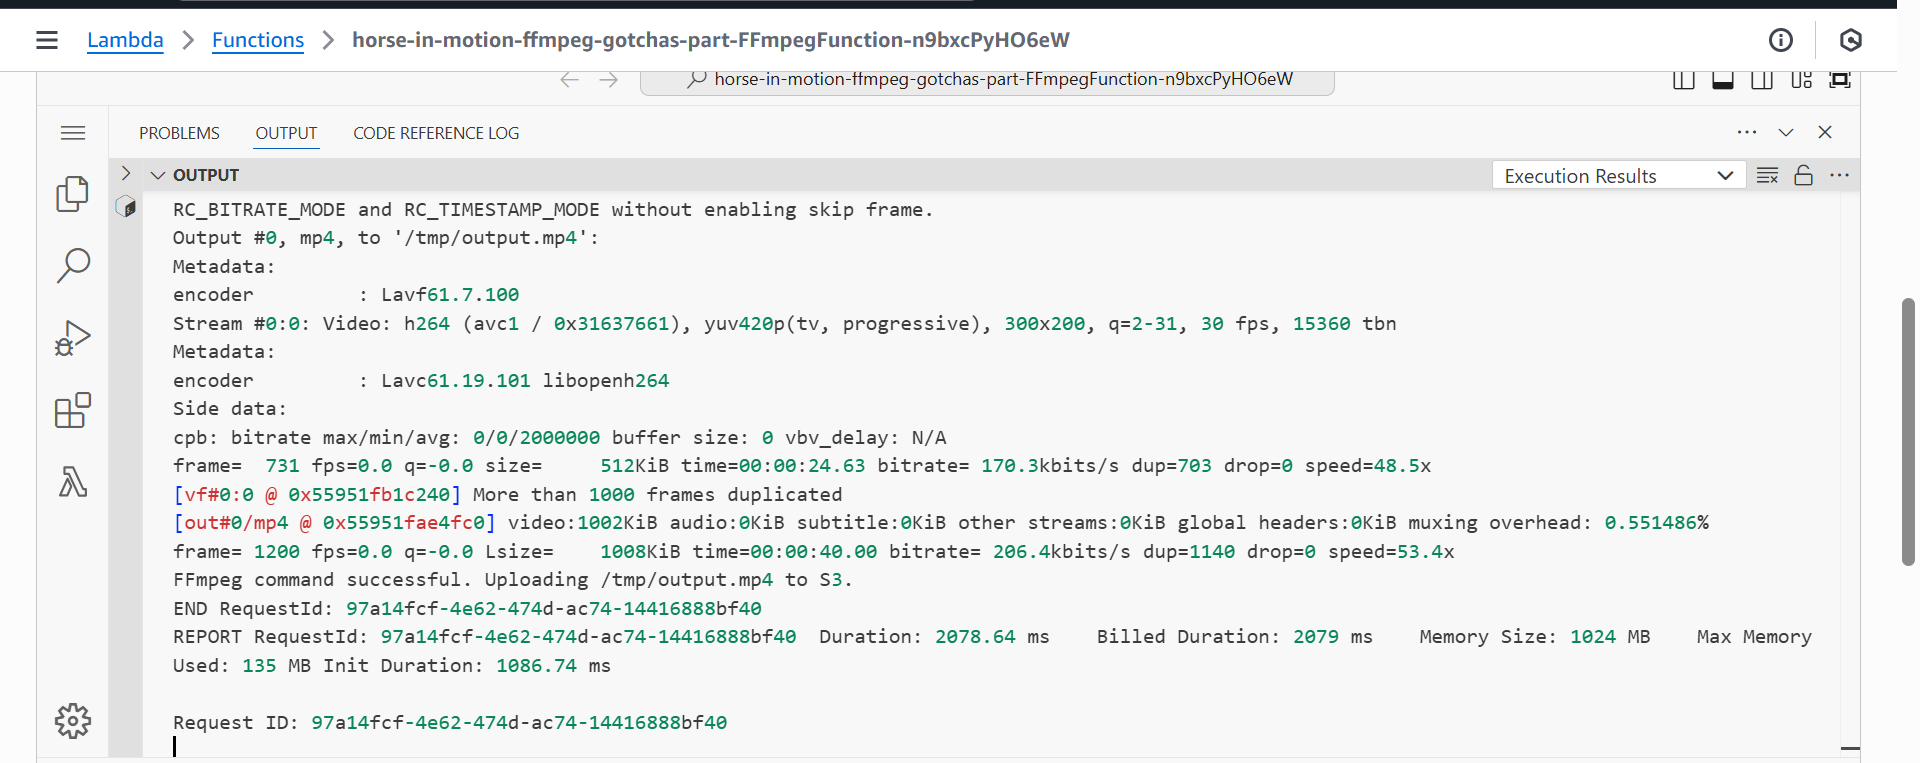 Lambda > Functions > horse-in-motion-ffmpeg-gotchas-part-FFmpegFunction-n9bxcPyHO6eW
horse-in-motion-ffmpeg-gotchas-part-FFmpegFunction-n9bxcPyHO6eW
PROBLEMS OUTPUT CODE REFERENCE LOG
OUTPUT Execution Results
RC_BITRATE_MODE and RC_TIMESTAMP_MODE without enabling skip frame.
Output #0, mp4, to '/tmp/output.mp4':
Metadata:
encoder : Lavf61.7.100
Stream #0:0: Video: h264 (avc1 / 0x31637661), yuv420p(tv, progressive), 300x200, q=2-31, 30 fps, 15360 tbn
Metadata:
encoder : Lavc61.19.101 libopenh264
Side data:
cpb: bitrate max/min/avg: 0/0/2000000 buffer size: 0 vbv_delay: N/A
frame= 731 fps=0.0 q=-0.0 size= 512KiB time=00:00:24.63 bitrate= 170.3kbits/s dup=703 drop=0 speed=48.5x
[vf#0:0 @ 0x55951fb1c240] More than 1000 frames duplicated
[out#0/mp4 @ 0x55951fae4fc0] video:1002KiB audio:0KiB subtitle:0KiB other streams:0KiB global headers:0KiB muxing overhead: 0.551486%
frame= 1200 fps=0.0 q=-0.0 Lsize= 1008KiB time=00:00:40.00 bitrate= 206.4kbits/s dup=1140 drop=0 speed=53.4x
FFmpeg command successful. Uploading /tmp/output.mp4 to S3.
END RequestId: 97a14fcf-4e62-474d-ac74-14416888bf40
REPORT RequestId: 97a14fcf-4e62-474d-ac74-14416888bf40 Duration: 2078.64 ms Billed Duration: 2079 ms Memory Size: 1024 MB Max Memory
Used: 135 MB Init Duration: 1086.74 ms
Request ID: 97a14fcf-4e62-474d-ac74-14416888bf40